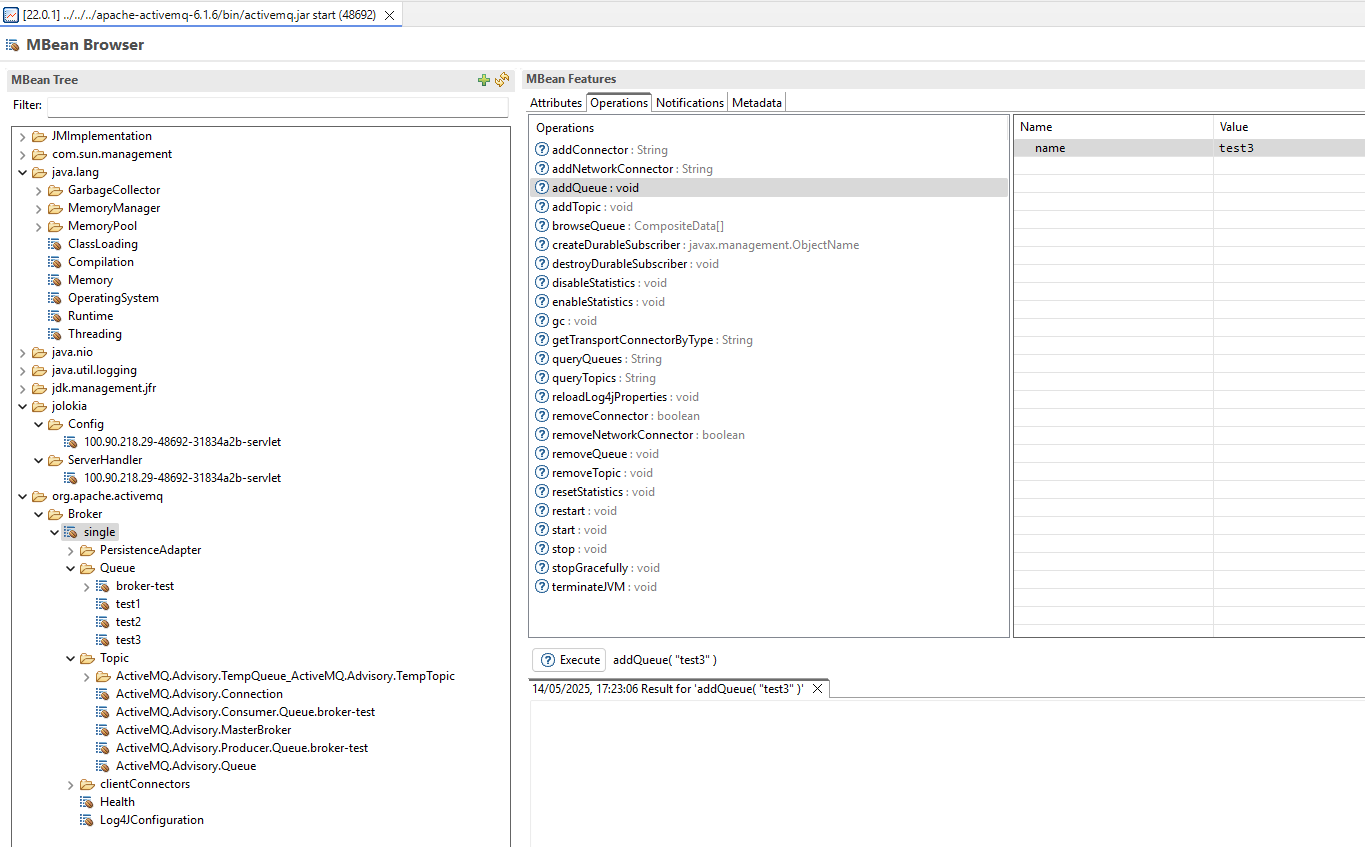 [22.0.1] ../../../apache-activemq-6.1.6/bin/activemq.jar start (48692)
MBean Browser
MBean Tree
Filter:
JMImplementation
com.sun.management
java.lang
GarbageCollector
MemoryManager
MemoryPool
ClassLoading
Compilation
Memory
OperatingSystem
Runtime
Threading
java.nio
java.util.logging
jdk.management.jfr
jolokia
Config
100.90.218.29-48692-31834a2b-servlet
ServerHandler
100.90.218.29-48692-31834a2b-servlet
org.apache.activemq
Broker
single
PersistenceAdapter
Queue
broker-test
test1
test2
test3
Topic
ActiveMQ.Advisory.TempQueue_ActiveMQ.Advisory.TempTopic
ActiveMQ.Advisory.Connection
ActiveMQ.Advisory.Consumer.Queue.broker-test
ActiveMQ.Advisory.MasterBroker
ActiveMQ.Advisory.Producer.Queue.broker-test
ActiveMQ.Advisory.Queue
clientConnectors
Health
Log4JConfiguration
MBean Features
Attributes Operations Notifications Metadata
Operations
addConnector : String
addNetworkConnector : String
addQueue : void
addTopic : void
browseQueue : CompositeData[]
createDurableSubscriber : javax.management.ObjectName
destroyDurableSubscriber : void
disableStatistics : void
enableStatistics : void
gc : void
getTransportConnectorByType : String
queryQueues : String
queryTopics : String
reloadLog4jProperties : void
removeConnector : boolean
removeNetworkConnector : boolean
removeQueue : void
removeTopic : void
resetStatistics : void
restart : void
start : void
stop : void
stopGracefully : void
terminateJVM : void
Name Value
name test3
Execute addQueue( "test3" )
14/05/2025, 17:23:06 Result for 'addQueue( "test3" )'